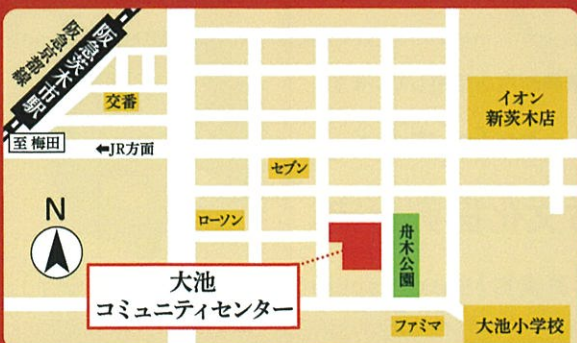 阪急茨木市駅
阪急京都線
交番
至 梅田
←JR方面
イオン
新茨木店
セブン
ローソン
N
舟木公園
大池
コミュニティセンター
ファミマ
大池小学校